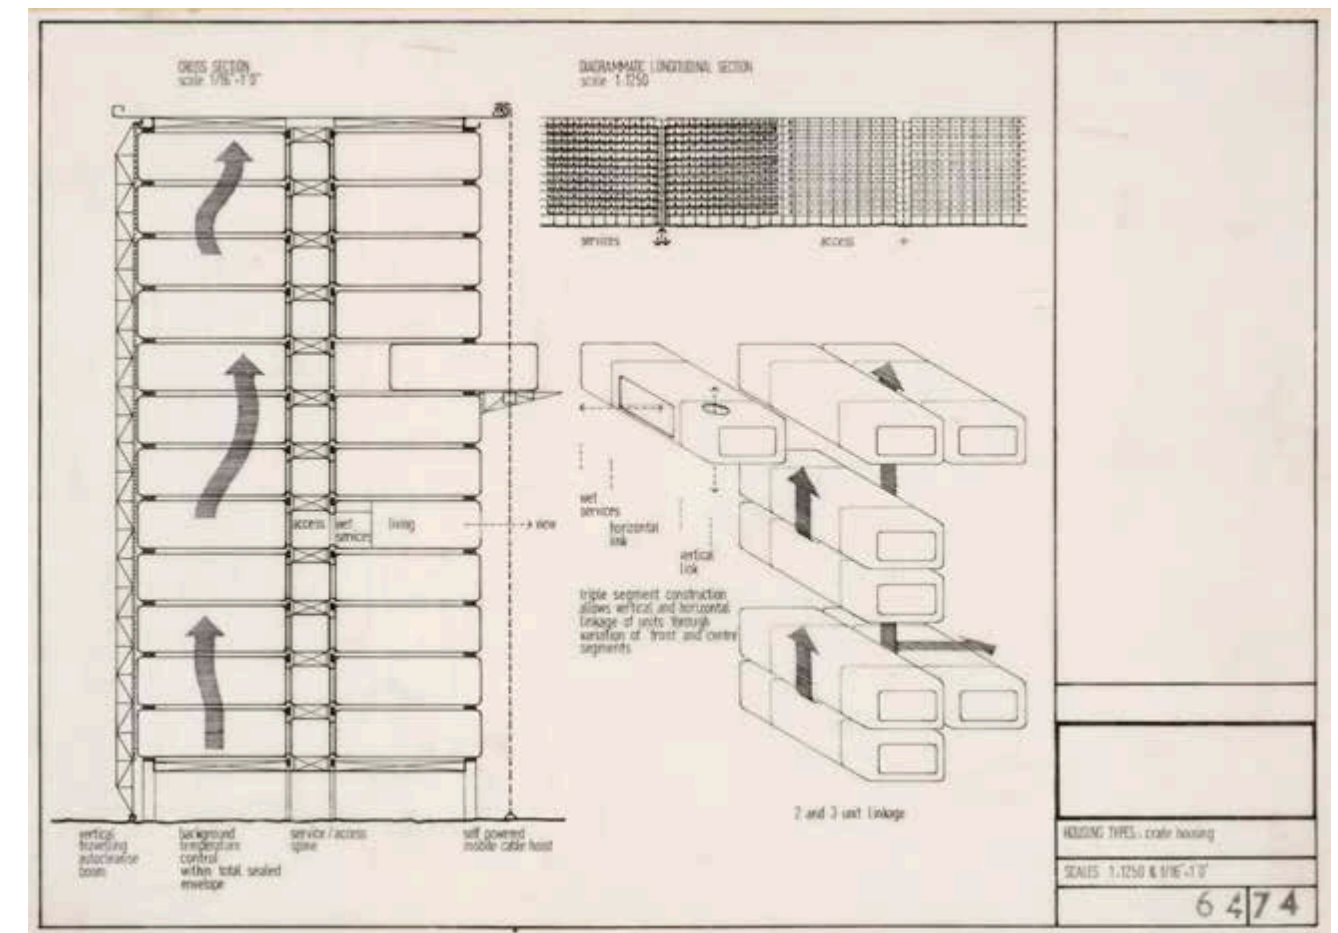 CROSS SECTION
scale 1/16"=1'0"
DIAGRAMMATIC LONGITUDINAL SECTION
scale 1:1250
services
access
access
wet
services
living
view
wet
services
horizontal
link
vertical
link
triple segment construction
allows vertical and horizontal
linkage of units through
variation of front and centre
segments
2 and 3 unit linkage
vertical
travelling
autocleanse
boom
background
temperature
control
within total sealed
envelope
service/access
spine
self powered
mobile cable hoist
HOUSING TYPES: crate housing
SCALES 1:1250 & 1/16"=1'0"
64 74